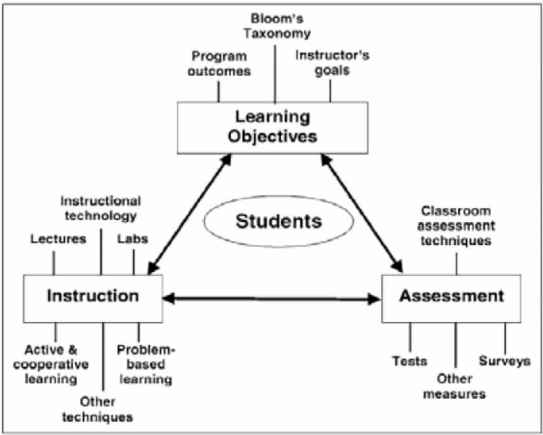 Bloom's
Taxonomy
Program
outcomes
Instructor's
goals
Learning
Objectives
Students
Instructional
technology
Lectures
Labs
Instruction
Active &
cooperative
learning
Problem-
based
learning
Other
techniques
Classroom
assessment
techniques
Assessment
Tests
Other
measures
Surveys